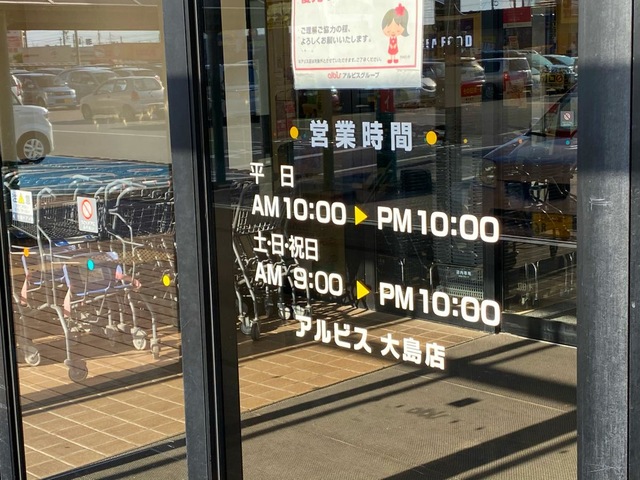 ご理解ご協力の程、
よろしくお願いいたします。
albis アルビスグループ
営業時間
平 日
AM 10:00 ▶ PM 10:00
土・日・祝日
AM 9:00 ▶ PM 10:00
アルビス 大島店